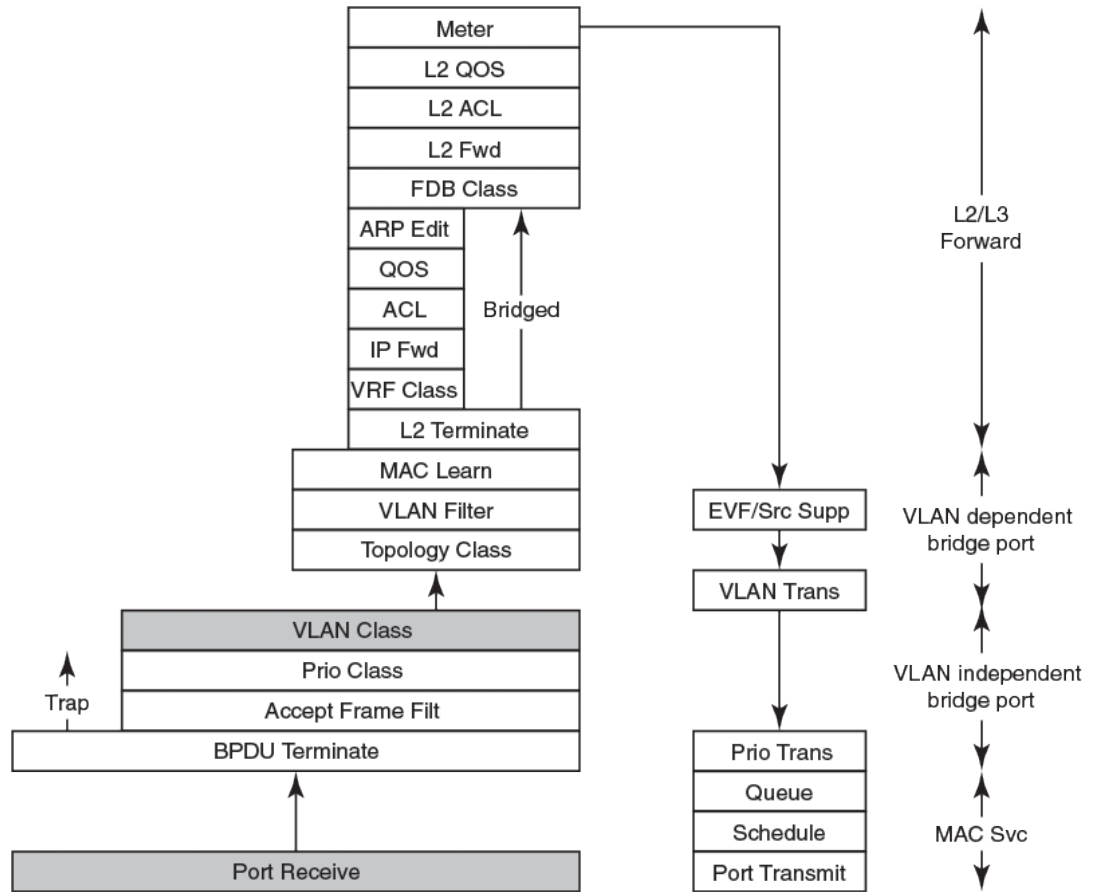 Meter
L2 QOS
L2 ACL
L2 Fwd
FDB Class
ARP Edit
QOS
ACL
Bridged
IP Fwd
VRF Class
L2 Terminate
MAC Learn
VLAN Filter
Topology Class
VLAN Class
Prio Class
Trap
Accept Frame Filt
BPDU Terminate
Port Receive
EVF/Src Supp
VLAN Trans
Prio Trans
Queue
Schedule
Port Transmit
L2/L3
Forward
VLAN dependent
bridge port
VLAN independent
bridge port
MAC Svc